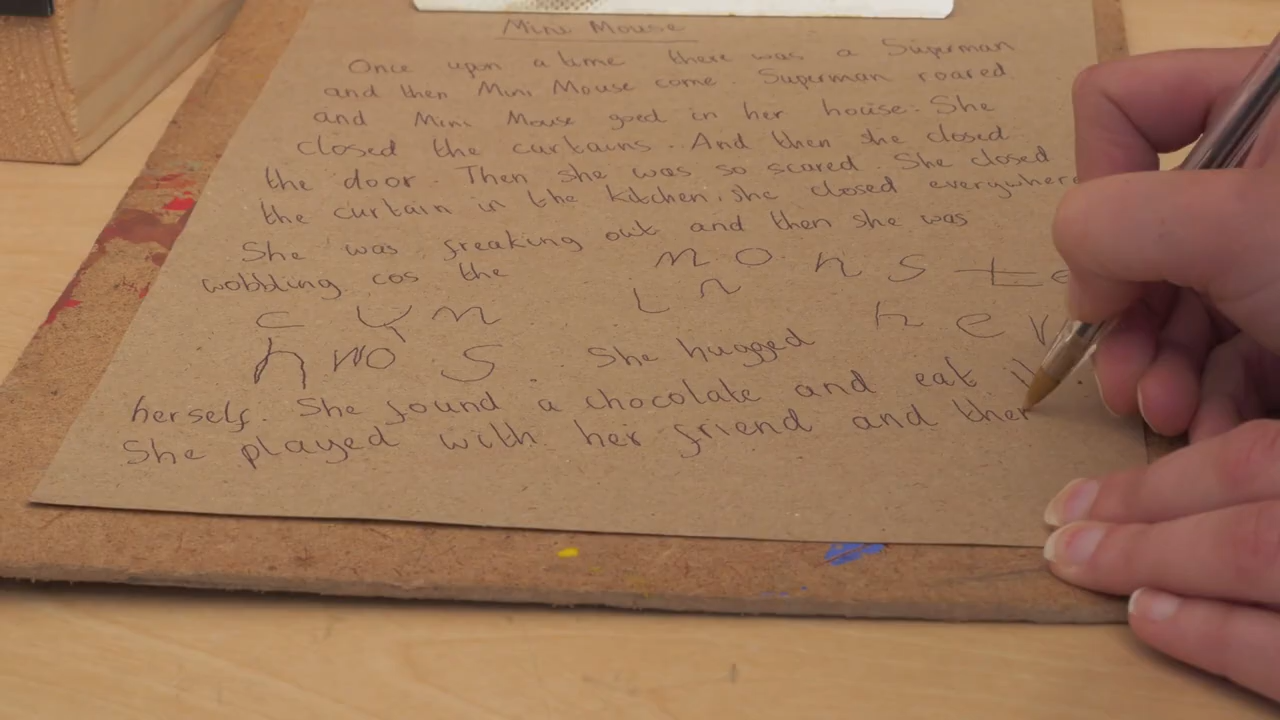 Mini Mouse
Once upon a time there was a Superman
and then Mini Mouse come. Superman roared
and Mini Mouse goed in her house. She
closed the curtains. And then she closed
the door. Then she was so scared. She closed
the curtain in the kitchen, she closed everywhere
She was freaking out and then she was
wobbling cos the monste
in her
She hugged
herself. She found a chocolate and eat it
She played with her friend and then